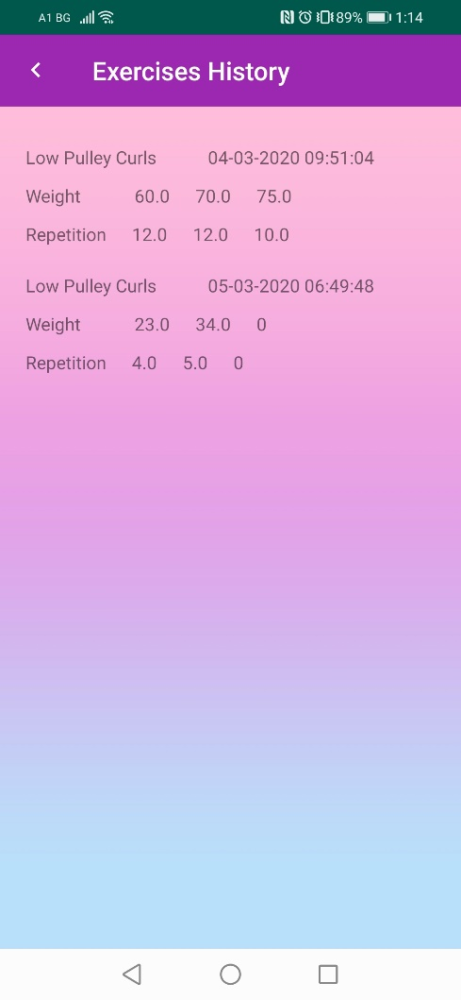 A1 BG 89% 1:14
Exercises History
Low Pulley Curls 04-03-2020 09:51:04
Weight 60.0 70.0 75.0
Repetition 12.0 12.0 10.0
Low Pulley Curls 05-03-2020 06:49:48
Weight 23.0 34.0 0
Repetition 4.0 5.0 0